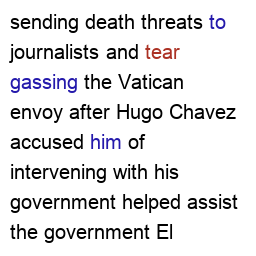 sending death threats to
journalists and tear
gassing the Vatican
envoy after Hugo Chavez
accused him of
intervening with his
government helped assist
the government El